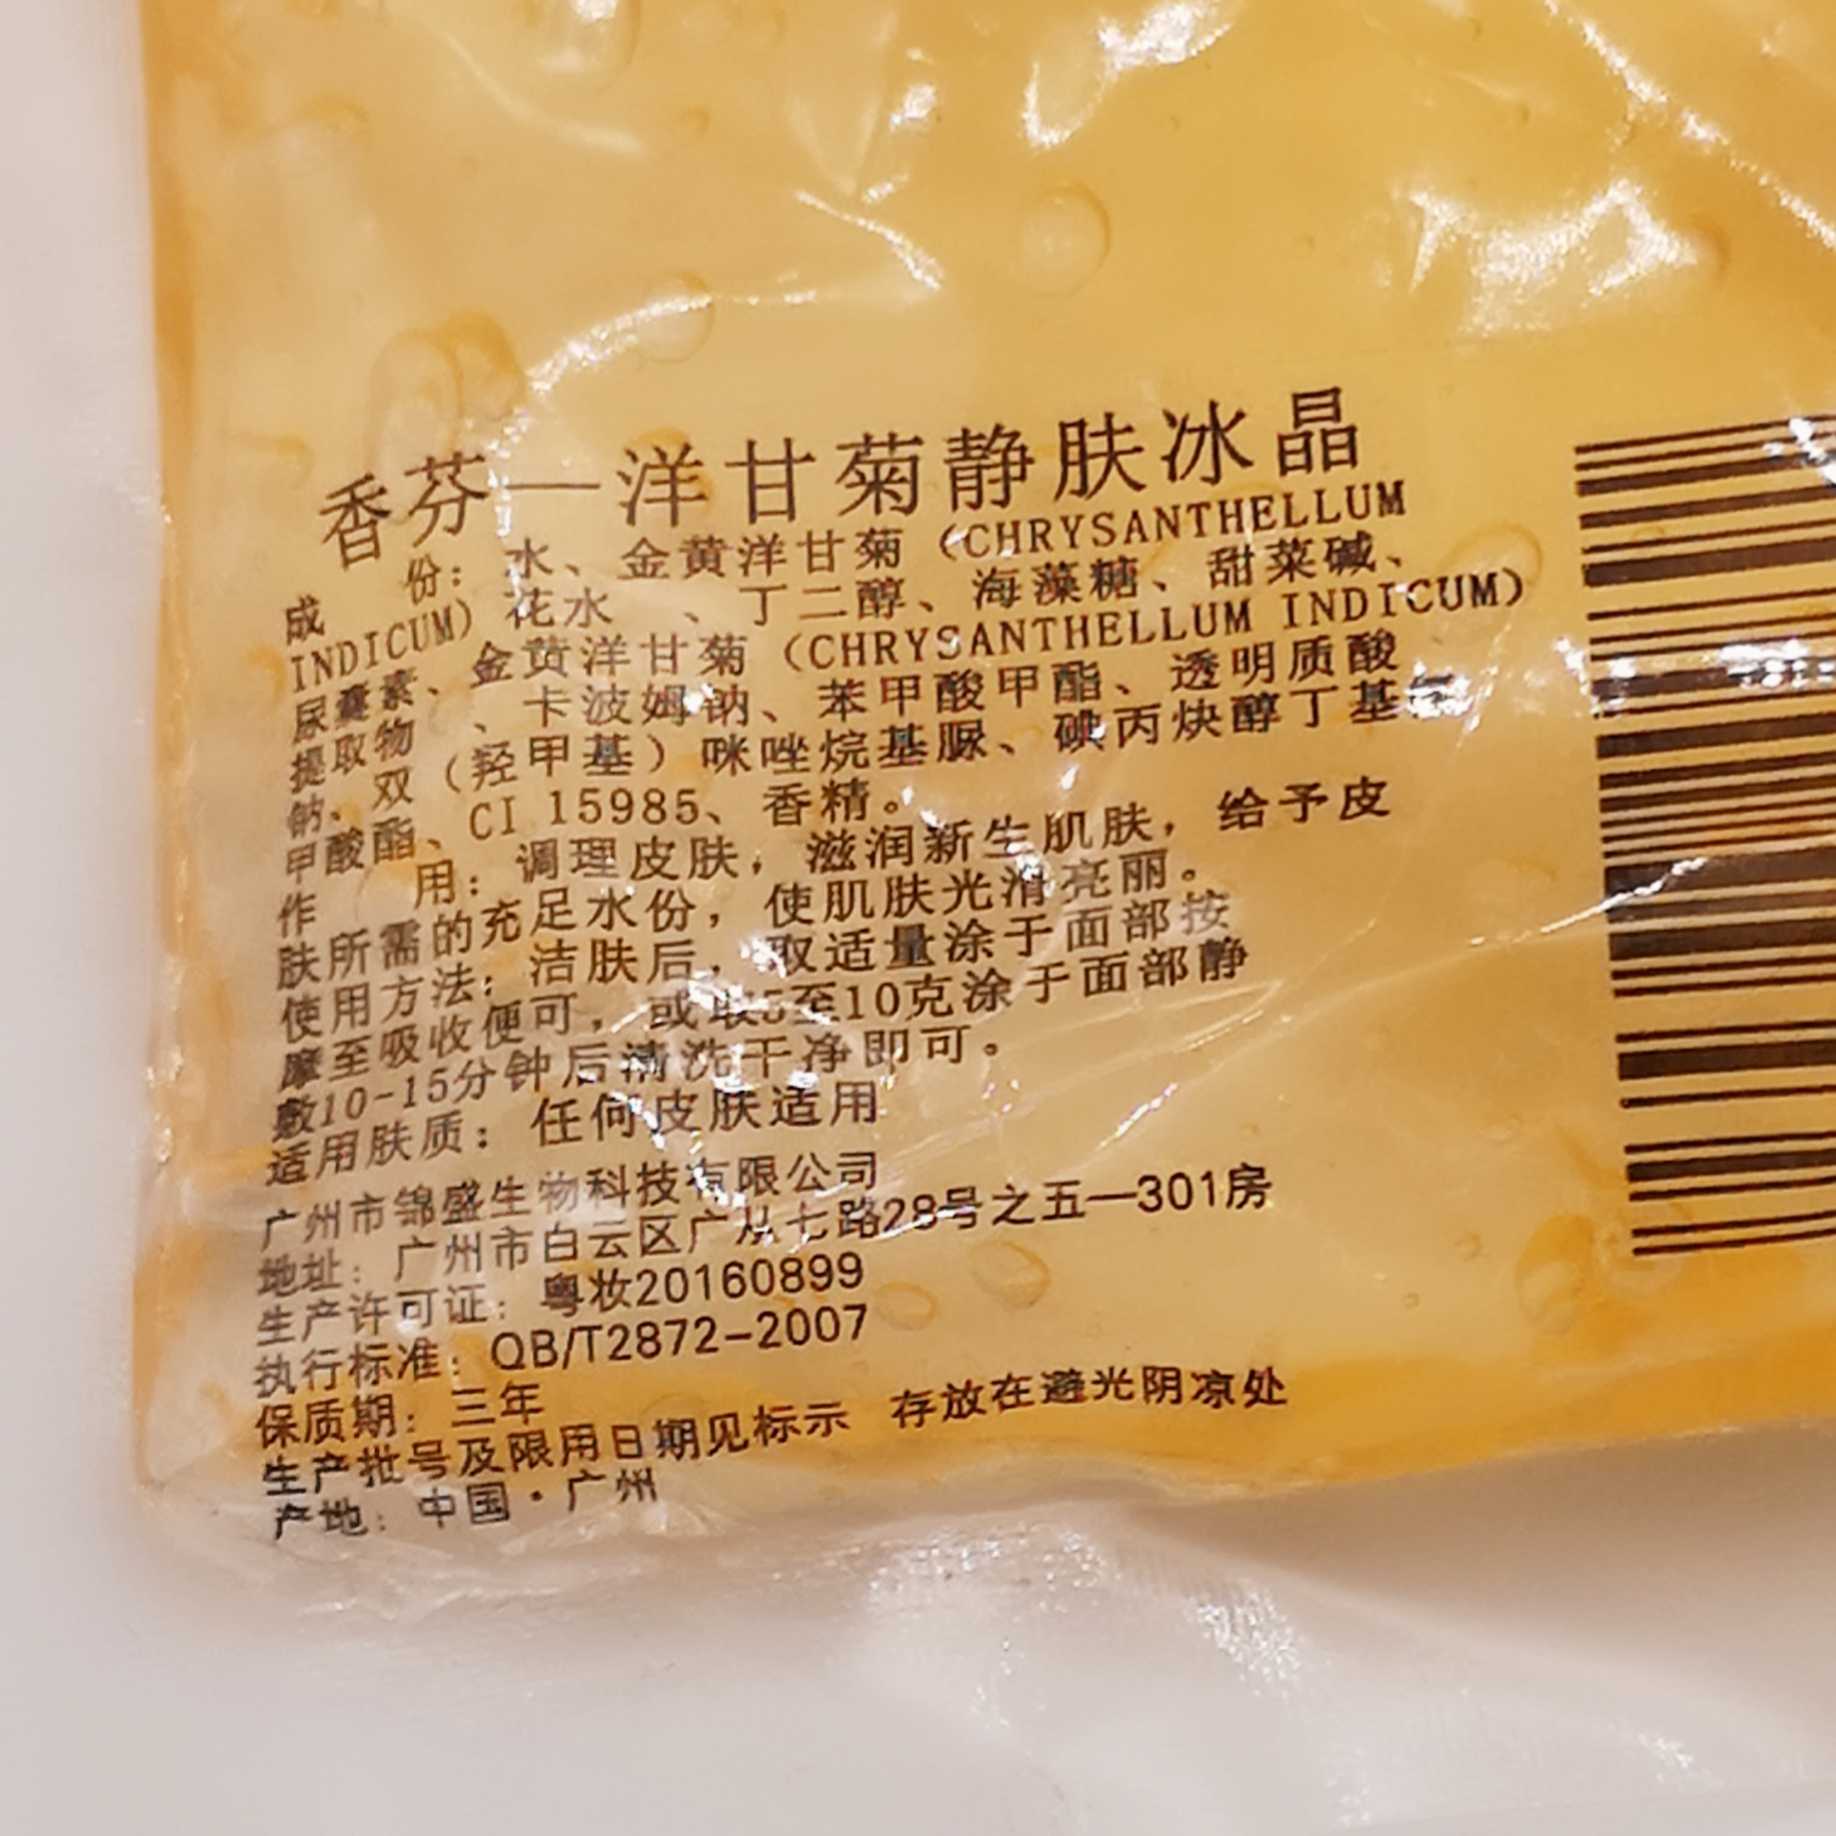 香芬—洋甘菊静肤冰晶
成 份：水、金黄洋甘菊（CHRYSANTHELLUM
INDICUM）花水 、丁二醇、海藻糖、甜菜碱、
尿囊素、金黄洋甘菊（CHRYSANTHELLUM INDICUM）
提取物 、卡波姆钠、苯甲酸甲酯、透明质酸
钠、双（羟甲基）咪唑烷基脲、碘丙炔醇丁基
甲酸酯、CI 15985、香精。
作 用：调理皮肤，滋润新生肌肤，给予皮
肤所需的充足水份，使肌肤光滑亮丽。
使用方法：洁肤后，取适量涂于面部按
摩至吸收便可，或取5至10克涂于面部静
敷10-15分钟后清洗干净即可。
适用肤质：任何皮肤适用
广州市锦盛生物科技有限公司
地址：广州市白云区广从七路28号之五—301房
生产许可证：粤妆20160899
执行标准：QB/T2872-2007
保质期：三年
生产批号及限用日期见标示 存放在避光阴凉处
产地：中国·广州